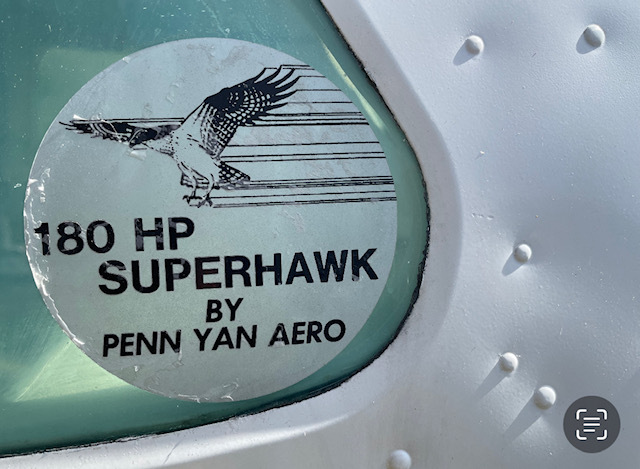 180 HP
SUPERHAWK
BY
PENN YAN AERO